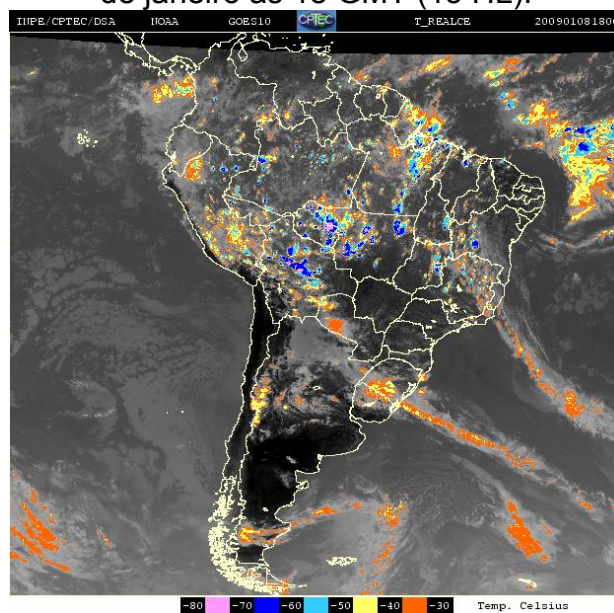 de janeiro às 18 GMT (18 HZ).
INPE/CPTEC/DSA NOAA GOES10 CPTEC T_REALCE 200901081800
-80 -70 -60 -50 -40 -30 Temp. Celsius